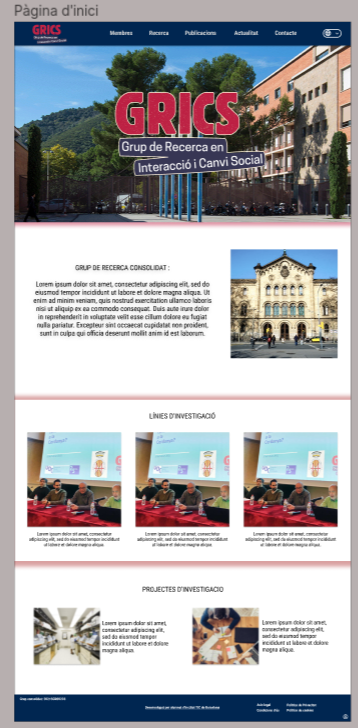 Pàgina d'inici
GRICS
Membres
Recerca
Publicacions
Actualitat
Contacte
GRICS
Grup de Recerca en
Interacció i Canvi Social
GRUP DE RECERCA CONSOLIDAT :
Lorem ipsum dolor sit amet, consectetur adipiscing elit, sed do
eiusmod tempor incididunt ut labore et dolore magna aliqua. Ut
enim ad minim veniam, quis nostrud exercitation ullamco laboris
nisi ut aliquip ex ea commodo consequat. Duis aute irure dolor
in reprehenderit in voluptate velit esse cillum dolore eu fugiat
nulla pariatur. Excepteur sint occaecat cupidatat non proident,
sunt in culpa qui officia deserunt mollit anim id est laborum.
LÍNIES D'INVESTIGACIÓ
Lorem ipsum dolor sit amet, consectetur
adipiscing elit, sed do eiusmod tempor incididunt
ut labore et dolore magna aliqua.
Lorem ipsum dolor sit amet, consectetur
adipiscing elit, sed do eiusmod tempor incididunt
ut labore et dolore magna aliqua.
Lorem ipsum dolor sit amet, consectetur
adipiscing elit, sed do eiusmod tempor incididunt
ut labore et dolore magna aliqua.
PROJECTES D'INVESTIGACIO
Lorem ipsum dolor sit amet,
consectetur adipiscing elit,
sed do eiusmod tempor
incididunt ut labore et dolore
magna aliqua.
Lorem ipsum dolor sit amet,
consectetur adipiscing elit,
sed do eiusmod tempor
incididunt ut labore et dolore
magna aliqua.
Avís legal
Política de Privacitat
Política de cookies